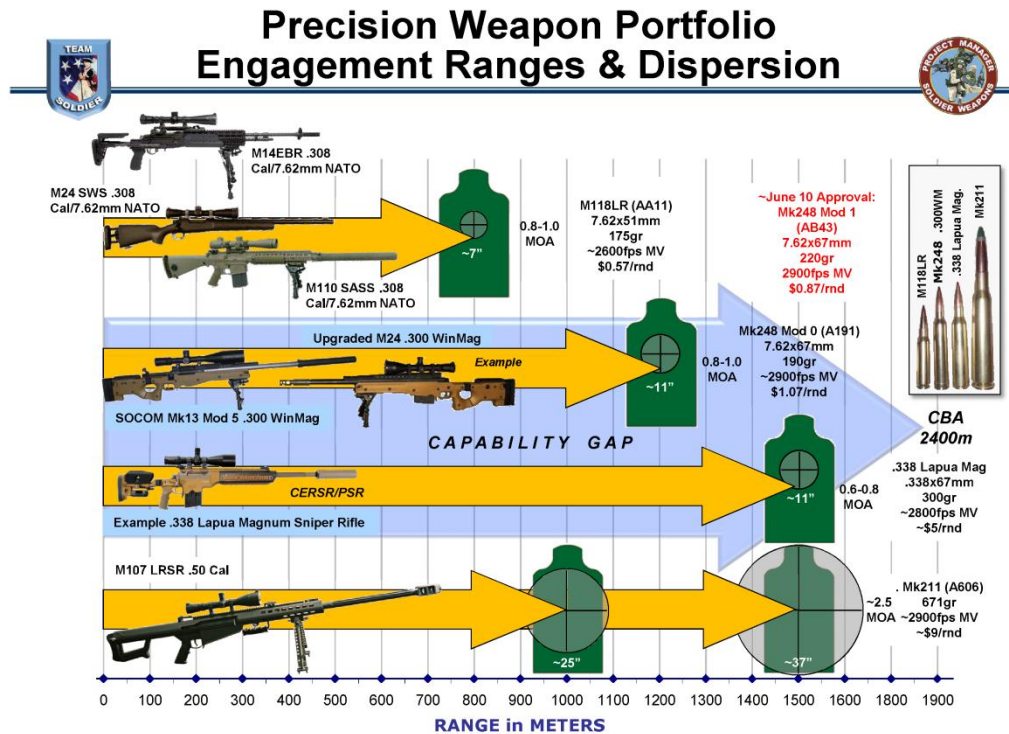 Precision Weapon Portfolio
Engagement Ranges & Dispersion
TEAM
SOLDIER
PROJECT MANAGER
SOLDIER WEAPONS
M14EBR .308
Cal/7.62mm NATO
M24 SWS .308
Cal/7.62mm NATO
M110 SASS .308
Cal/7.62mm NATO
~7”
0.8-1.0
MOA
M118LR (AA11)
7.62x51mm
175gr
~2600fps MV
$0.57/rnd
~June 10 Approval:
Mk248 Mod 1
(AB43)
7.62x67mm
220gr
2900fps MV
$0.87/rnd
M118LR
Mk248 .300WM
.338 Lapua Mag.
Mk211
Upgraded M24 .300 WinMag
Example
SOCOM Mk13 Mod 5 .300 WinMag
~11”
0.8-1.0
MOA
Mk248 Mod 0 (A191)
7.62x67mm
190gr
~2900fps MV
$1.07/rnd
CAPABILITY GAP
CBA
2400m
CERSR/PSR
Example .338 Lapua Magnum Sniper Rifle
~11”
0.6-0.8
MOA
.338 Lapua Mag
.338x67mm
300gr
~2800fps MV
~$5/rnd
M107 LRSR .50 Cal
~25”
~37”
~2.5
MOA
. Mk211 (A606)
671gr
~2900fps MV
~$9/rnd
0 100 200 300 400 500 600 700 800 900 1000 1100 1200 1300 1400 1500 1600 1700 1800 1900
RANGE in METERS